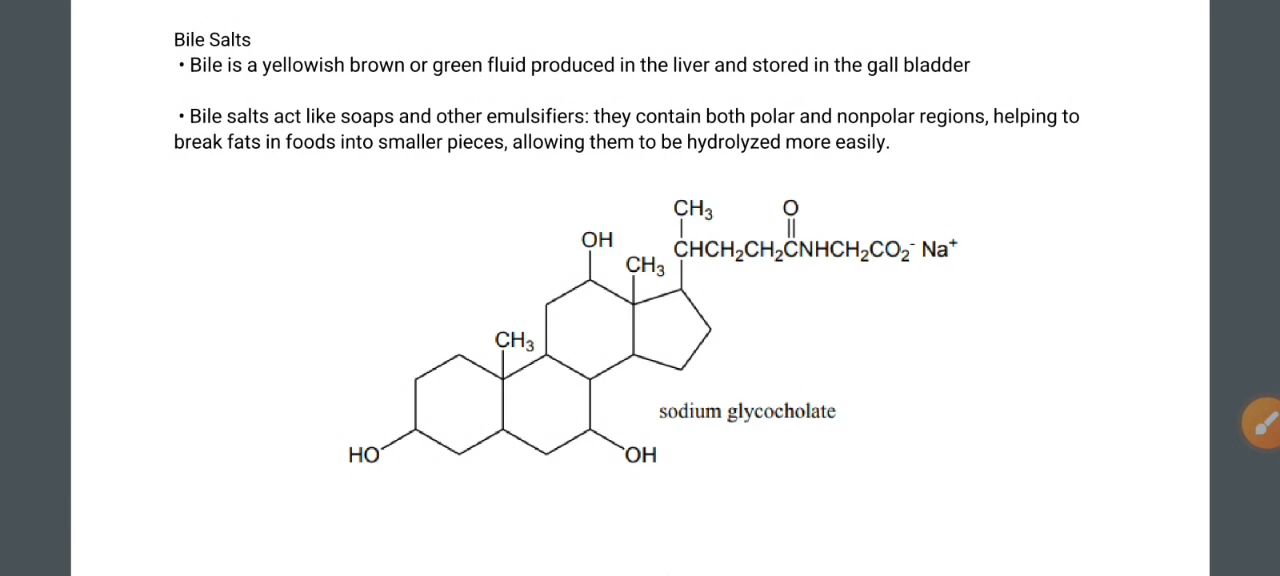 Bile Salts
• Bile is a yellowish brown or green fluid produced in the liver and stored in the gall bladder
• Bile salts act like soaps and other emulsifiers: they contain both polar and nonpolar regions, helping to
break fats in foods into smaller pieces, allowing them to be hydrolyzed more easily.
CH₃ O
OH CHCH₂CH₂CNHCH₂CO₂⁻ Na⁺
CH₃
CH₃
sodium glycocholate
HO OH